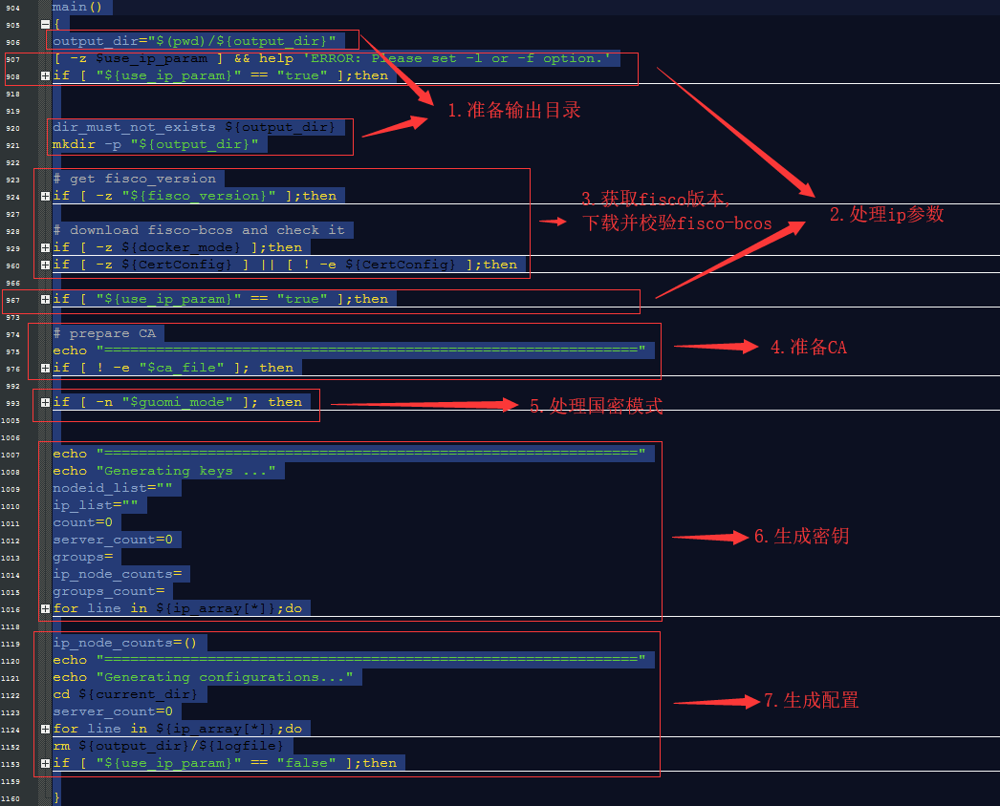 904 main()
905 {
906 output_dir="$(pwd)/${output_dir}"
907 [ -z $use_ip_param ] && help 'ERROR: Please set -l or -f option.'
908 if [ "${use_ip_param}" == "true" ];then
918
1.准备输出目录
919
920 dir_must_not_exists ${output_dir}
921 mkdir -p "${output_dir}"
922
923 # get fisco_version
924 if [ -z "${fisco_version}" ];then
3.获取fisco版本,
下载并校验fisco-bcos
2.处理ip参数
927
928 # download fisco-bcos and check it
929 if [ -z ${docker_mode} ];then
960 if [ -z ${CertConfig} ] || [ ! -e ${CertConfig} ];then
966
967 if [ "${use_ip_param}" == "true" ];then
973
974 # prepare CA
975 echo "=============================================================="
4.准备CA
976 if [ ! -e "$ca_file" ]; then
992
993 if [ -n "$guomi_mode" ]; then
5.处理国密模式
1005
1006
1007 echo "=============================================================="
1008 echo "Generating keys ..."
1009 nodeid_list=""
1010 ip_list=""
1011 count=0
1012 server_count=0
6.生成密钥
1013 groups=
1014 ip_node_counts=
1015 groups_count=
1016 for line in ${ip_array[*]};do
1118
1119 ip_node_counts=()
1120 echo "=============================================================="
1121 echo "Generating configurations..."
1122 cd ${current_dir}
7.生成配置
1123 server_count=0
1124 for line in ${ip_array[*]};do
1152 rm ${output_dir}/${logfile}
1153 if [ "${use_ip_param}" == "false" ];then
1159
1160 }